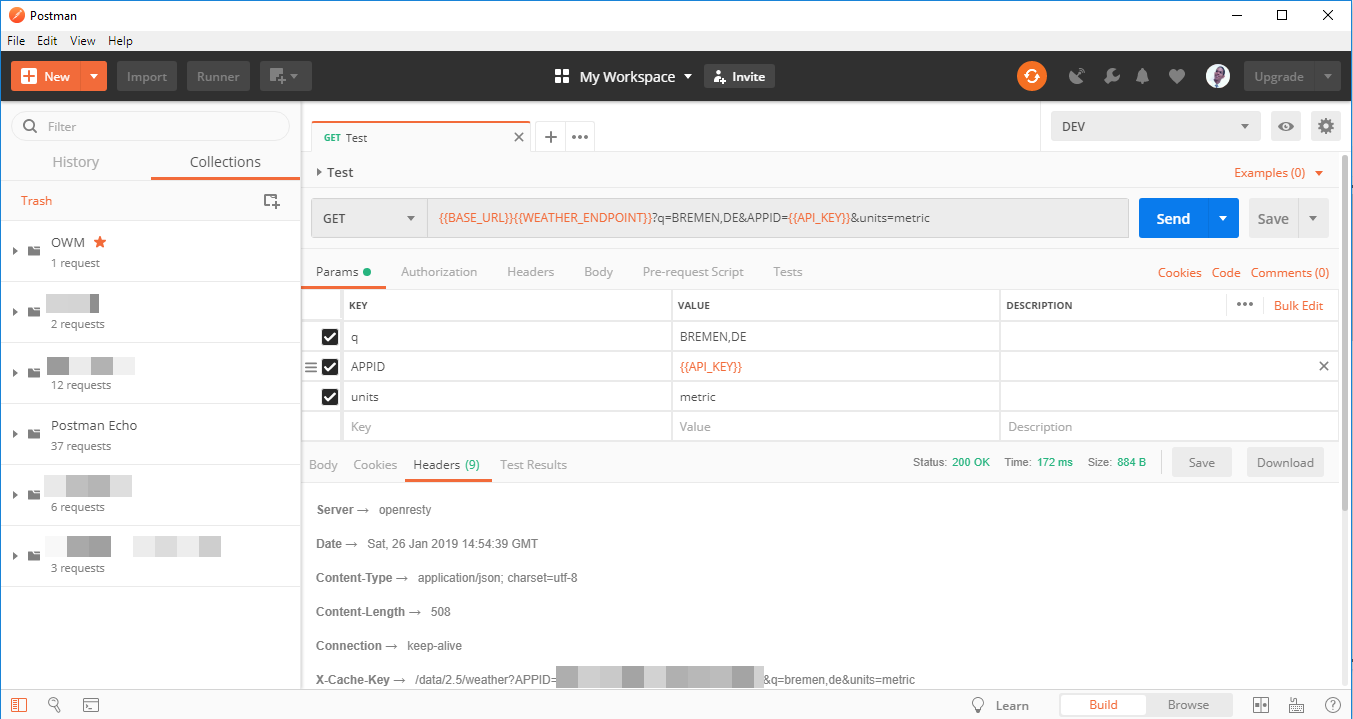 Postman
File Edit View Help
New Import Runner My Workspace Invite Upgrade
Filter
History Collections
Trash
OWM
1 request
2 requests
12 requests
Postman Echo
37 requests
6 requests
3 requests
GET Test
DEV
Test
Examples (0)
GET {{BASE_URL}}{{WEATHER_ENDPOINT}}?q=BREMEN,DE&APPID={{API_KEY}}&units=metric Send Save
Params Authorization Headers Body Pre-request Script Tests Cookies Code Comments (0)
KEY VALUE DESCRIPTION Bulk Edit
q BREMEN,DE
APPID {{API_KEY}}
units metric
Key Value Description
Body Cookies Headers (9) Test Results Status: 200 OK Time: 172 ms Size: 884 B Save Download
Server → openresty
Date → Sat, 26 Jan 2019 14:54:39 GMT
Content-Type → application/json; charset=utf-8
Content-Length → 508
Connection → keep-alive
X-Cache-Key → /data/2.5/weather?APPID= &q=bremen,de&units=metric
Learn Build Browse